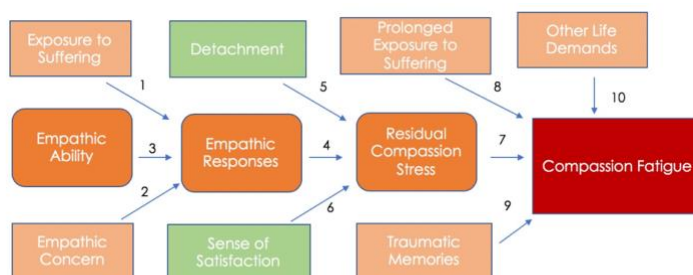 Exposure to
Suffering
Detachment
Prolonged
Exposure to
Suffering
Other Life
Demands
1
5
8
10
Empathic
Ability
3
Empathic
Responses
4
Residual
Compassion
Stress
7
Compassion Fatigue
2
6
9
Empathic
Concern
Sense of
Satisfaction
Traumatic
Memories